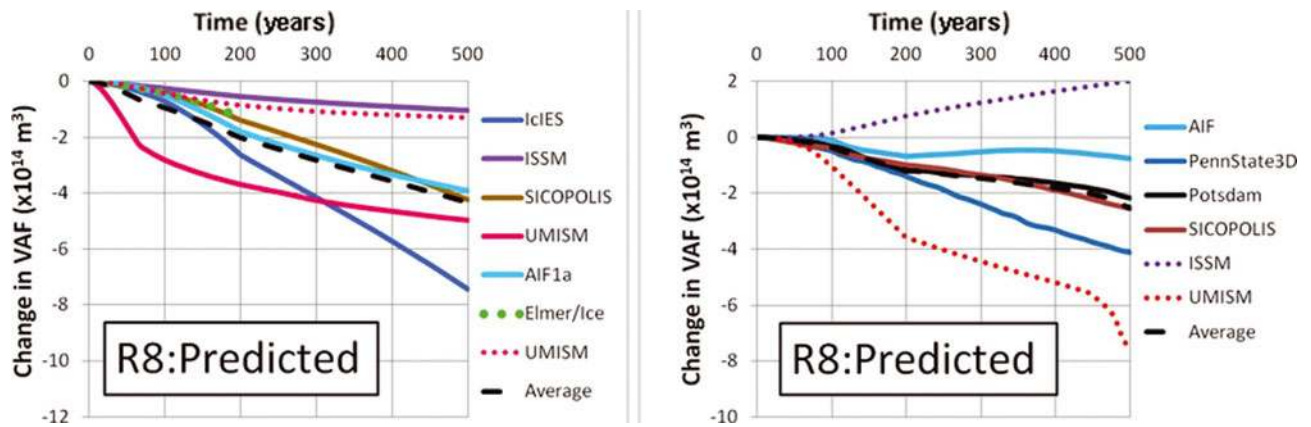 Time (years)
0 100 200 300 400 500
0
-2
-4
-6
-8
-10
-12
Change in VAF (x10¹⁴ m³)
IcIES
ISSM
SICOPOLIS
UMISM
AIF1a
Elmer/Ice
UMISM
Average
R8:Predicted
Time (years)
0 100 200 300 400 500
2
0
-2
-4
-6
-8
-10
Change in VAF (x10¹⁴ m³)
AIF
PennState3D
Potsdam
SICOPOLIS
ISSM
UMISM
Average
R8:Predicted